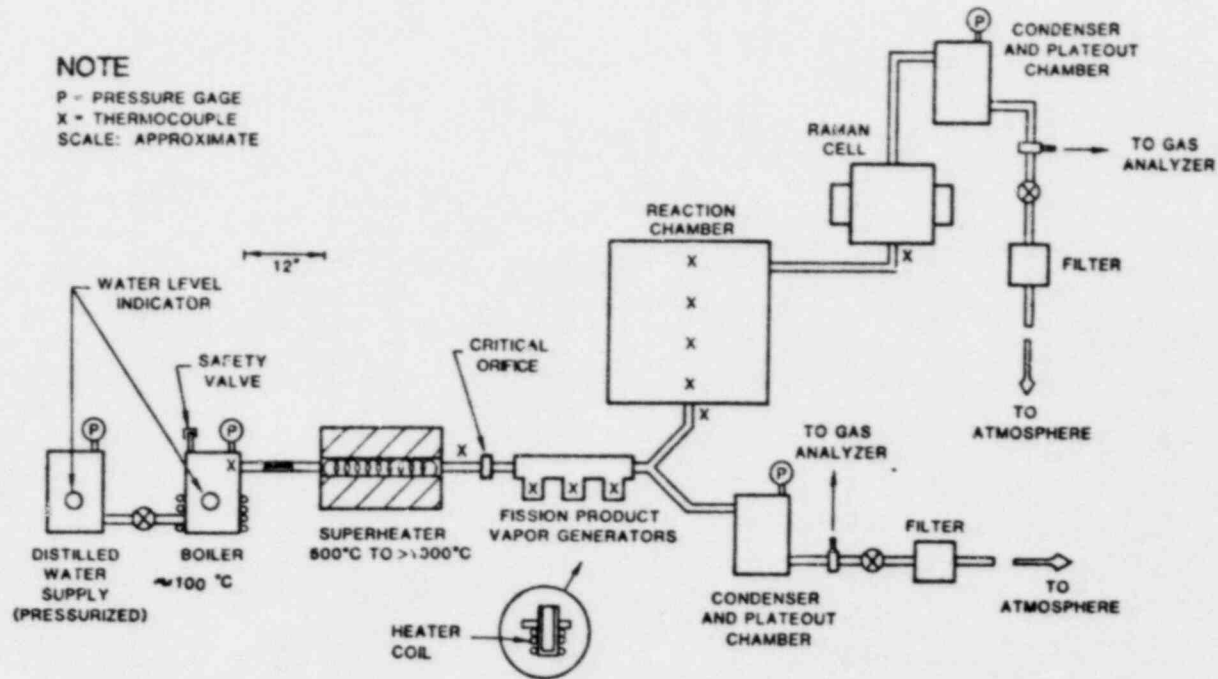 NOTE
P - PRESSURE GAGE
X = THERMOCOUPLE
SCALE: APPROXIMATE
P
CONDENSER
AND PLATEOUT
CHAMBER
RAMAN
CELL
TO GAS
ANALYZER
REACTION
CHAMBER
X
X
X
X
X
X
FILTER
TO
ATMOSPHERE
12"
WATER LEVEL
INDICATOR
SAFETY
VALVE
CRITICAL
ORIFICE
P
P
X
X
X
X X X
TO GAS
ANALYZER
P
FILTER
DISTILLED
WATER
SUPPLY
(PRESSURIZED)
BOILER
~100 °C
SUPERHEATER
FISSION PRODUCT
VAPOR GENERATORS
CONDENSER
AND PLATEOUT
CHAMBER
TO
ATMOSPHERE
HEATER
COIL